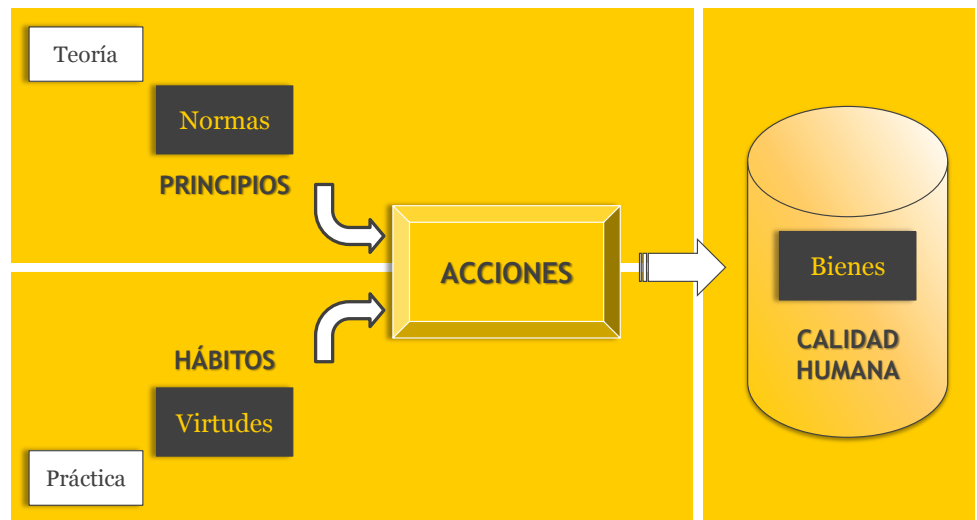 Teoría
Normas
PRINCIPIOS
ACCIONES
HÁBITOS
Virtudes
Práctica
Bienes
CALIDAD
HUMANA